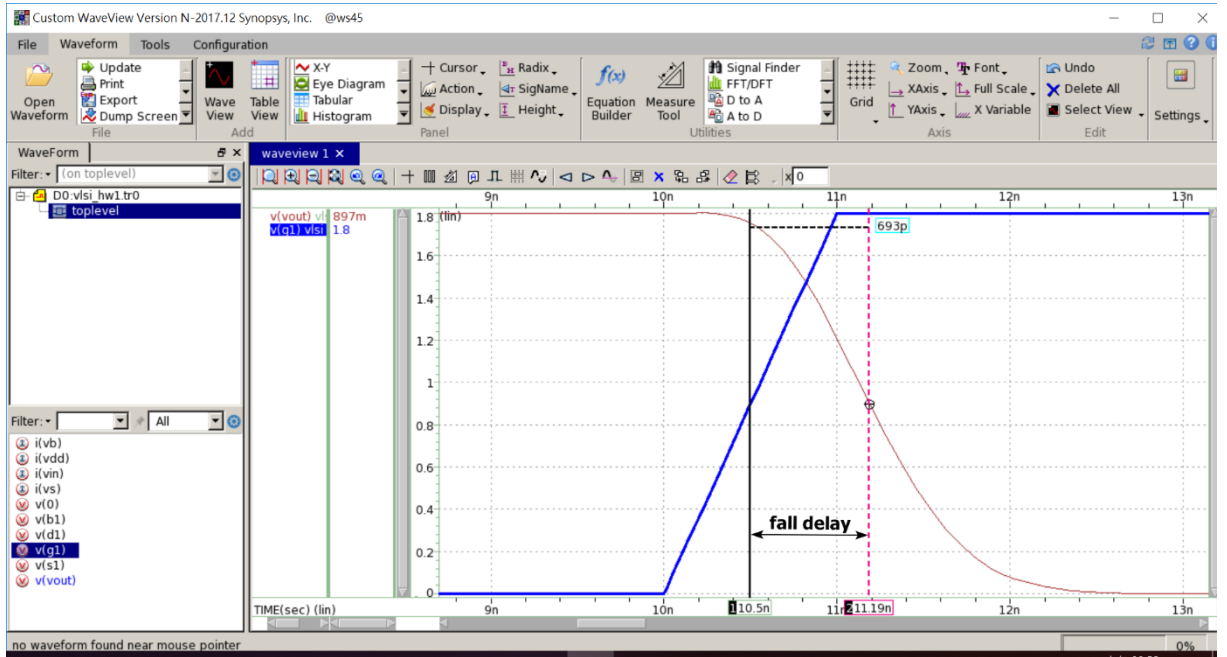 Custom WaveView Version N-2017.12 Synopsys, Inc.   @ws45
File Waveform Tools Configuration
Open Waveform
Update
Print
Export
Dump Screen
File
Wave View
Table View
Add
X-Y
Eye Diagram
Tabular
Histogram
Cursor
Action
Display
Radix
SigName
Height
Panel
f(x)
Equation Builder
Measure Tool
Signal Finder
FFT/DFT
D to A
A to D
Utilities
Grid
Zoom
XAxis
YAxis
Font
Full Scale
X Variable
Axis
Undo
Delete All
Select View
Edit
Settings
WaveForm
Filter: (on toplevel)
D0:vlsi_hw1.tr0
toplevel
Filter: All
i(vb)
i(vdd)
i(vin)
i(vs)
v(0)
v(b1)
v(d1)
v(g1)
v(s1)
v(vout)
waveview 1
x 0
9n 10n 11n 12n 13n
v(vout) vl 897m
v(g1) vlsi 1.8
1.8 (lin)
693p
1.6
1.4
1.2
1
0.8
0.6
0.4
fall delay
0.2
0
TIME(sec) (lin) 9n 10n 1 10.5n 11n 2 11.19n 12n 13n
no waveform found near mouse pointer
0%